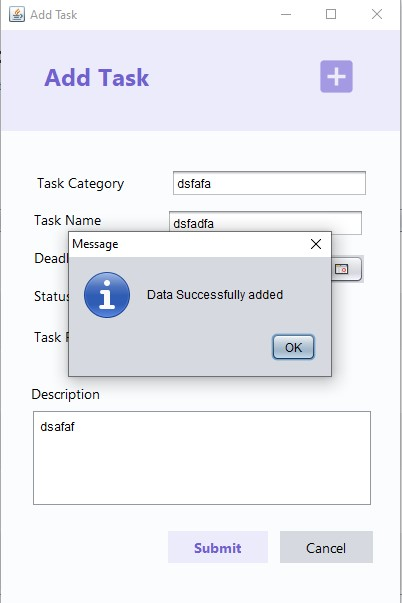 Add Task
Add Task
Task Category
dsfafa
Task Name
dsfadfa
Message
Data Successfully added
OK
Description
dsafaf
Submit
Cancel